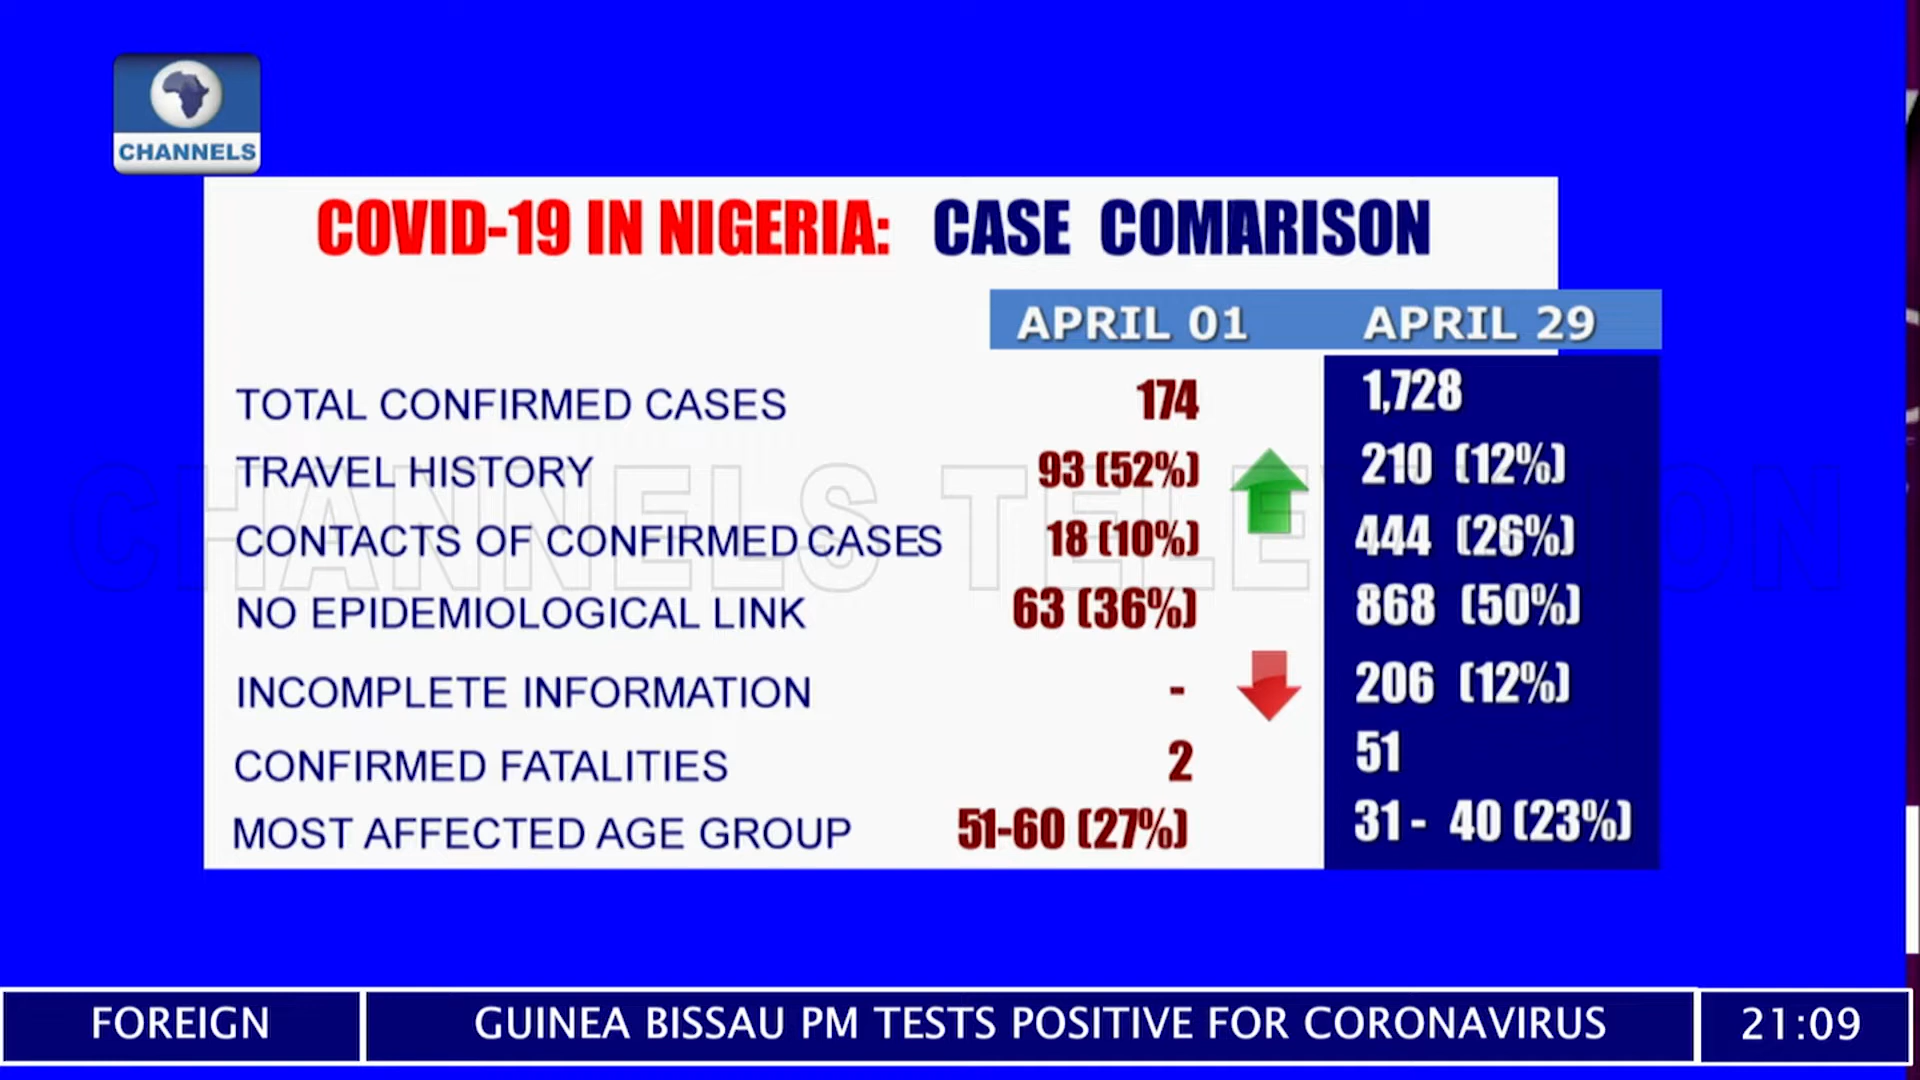 CHANNELS
COVID-19 IN NIGERIA: CASE COMARISON
APRIL 01 APRIL 29
TOTAL CONFIRMED CASES 174 1,728
TRAVEL HISTORY 93 (52%) 210 (12%)
CONTACTS OF CONFIRMED CASES 18 (10%) 444 (26%)
NO EPIDEMIOLOGICAL LINK 63 (36%) 868 (50%)
INCOMPLETE INFORMATION - 206 (12%)
CONFIRMED FATALITIES 2 51
MOST AFFECTED AGE GROUP 51-60 (27%) 31 - 40 (23%)
CHANNELS TELEVISION
FOREIGN GUINEA BISSAU PM TESTS POSITIVE FOR CORONAVIRUS 21:09